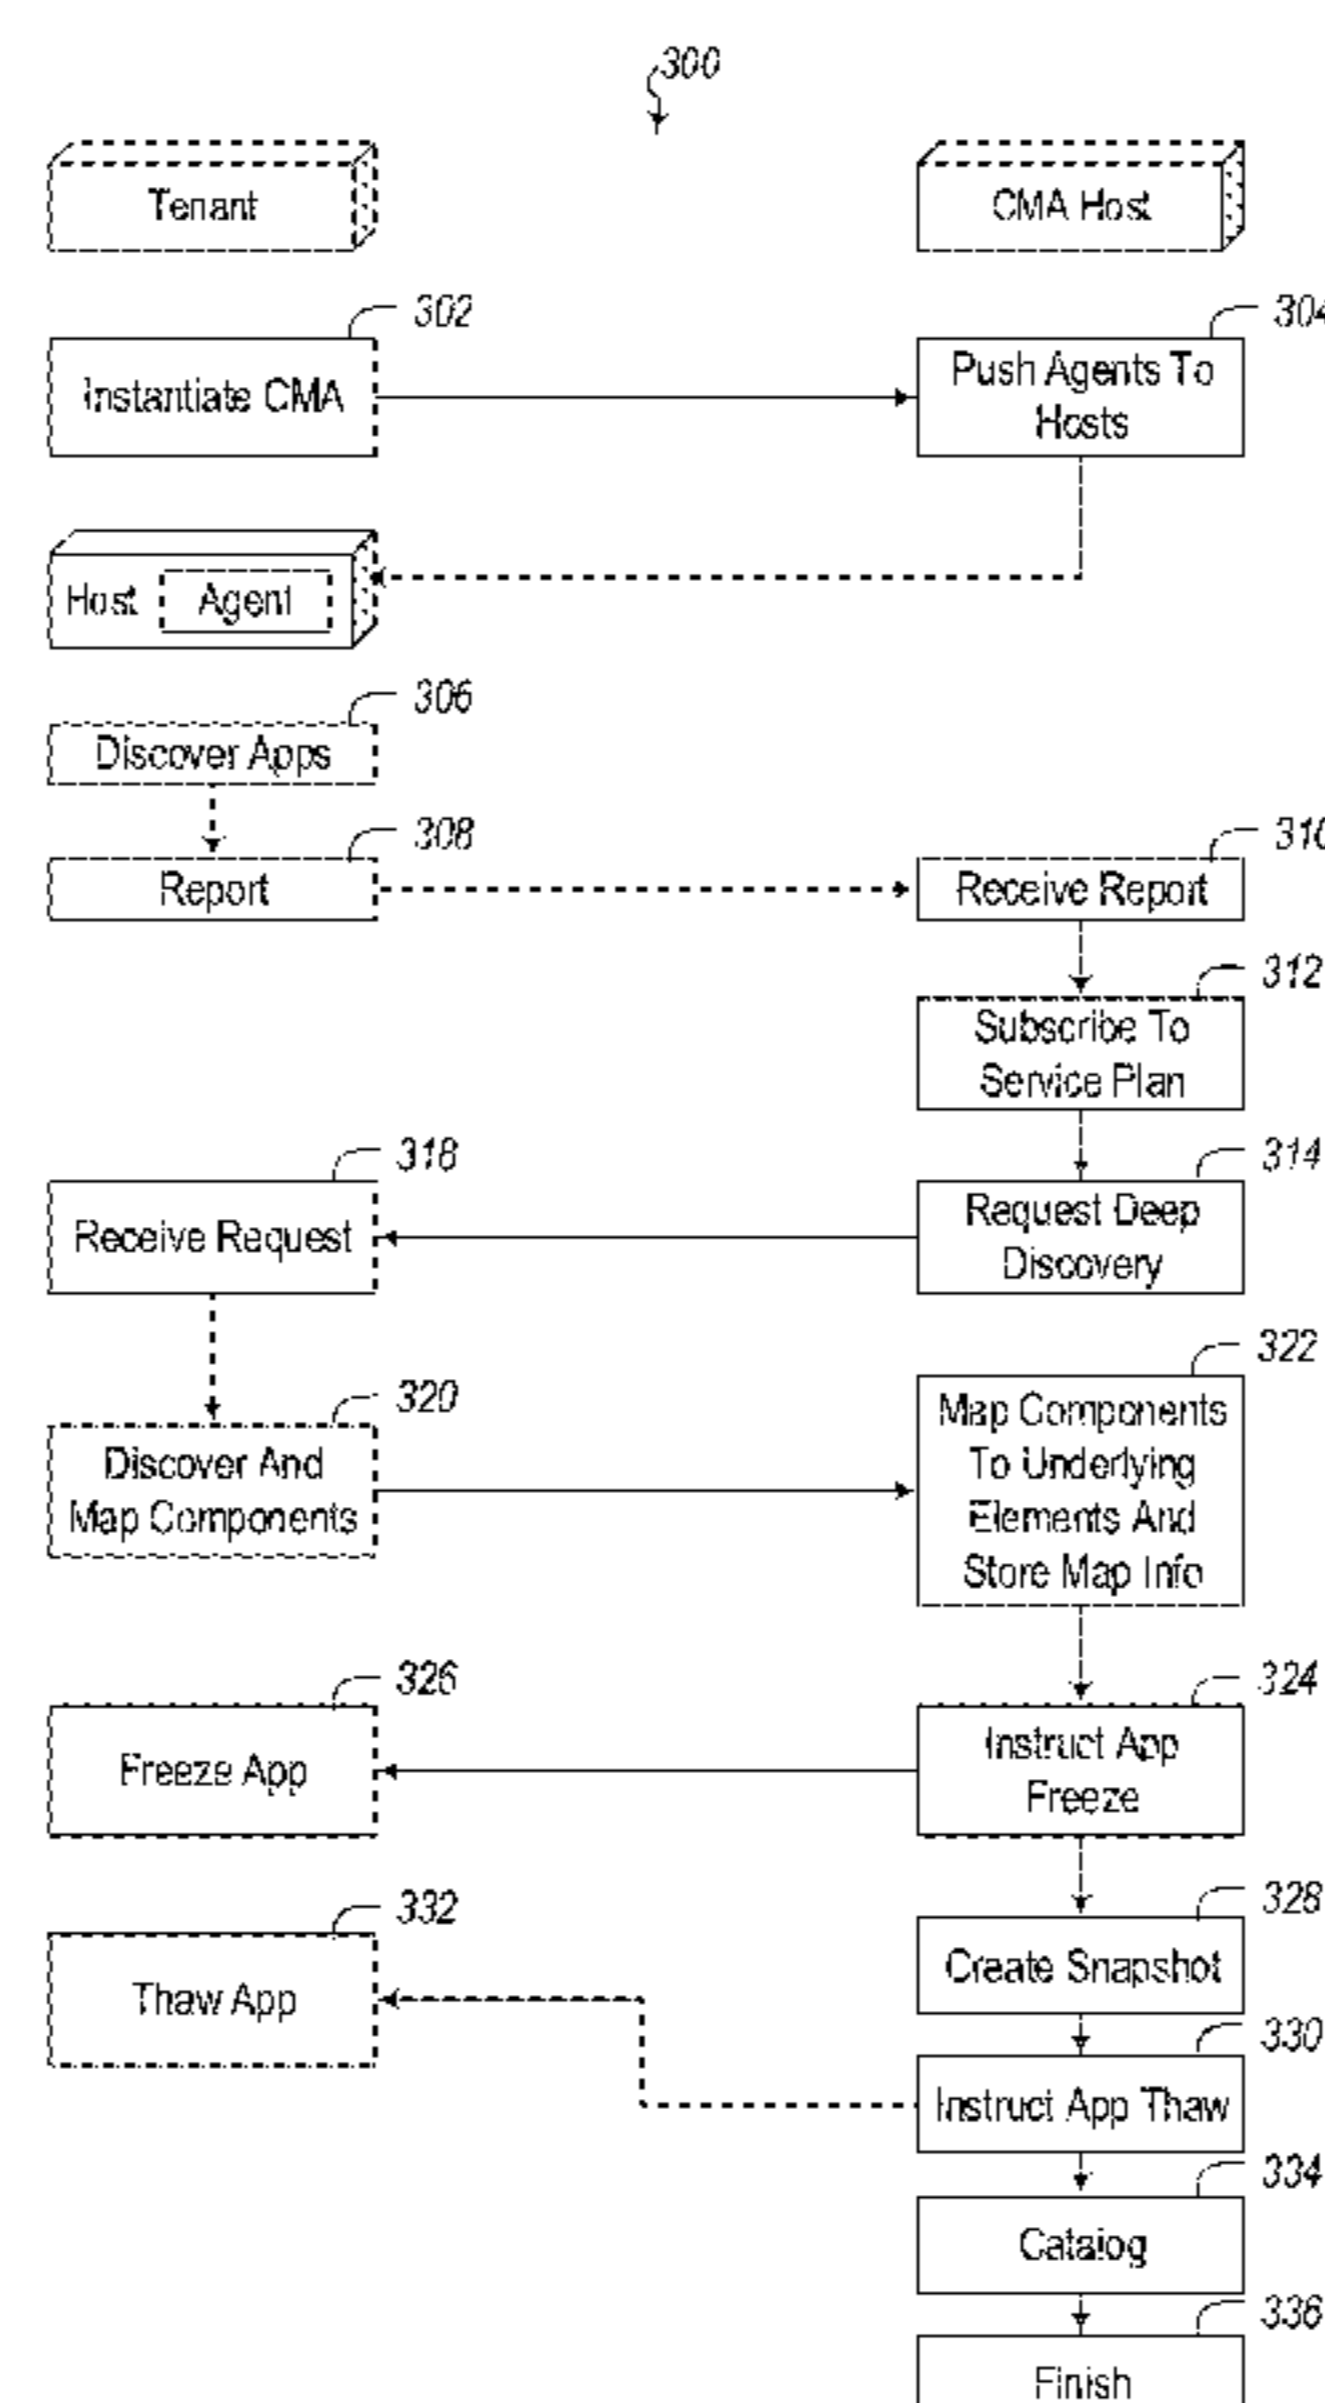 300
Tenant
CMA Host
302
304
Instantiate CMA
Push Agents To
Hosts
Host
Agent
306
Discover Apps
308
310
Report
Receive Report
312
Subscribe To
Service Plan
318
314
Receive Request
Request Deep
Discovery
322
320
Map Components
To Underlying
Elements And
Store Map Info
Discover And
Map Components
326
324
Freeze App
Instruct App
Freeze
332
328
Thaw App
Create Snapshot
330
Instruct App Thaw
334
Catalog
336
Finish